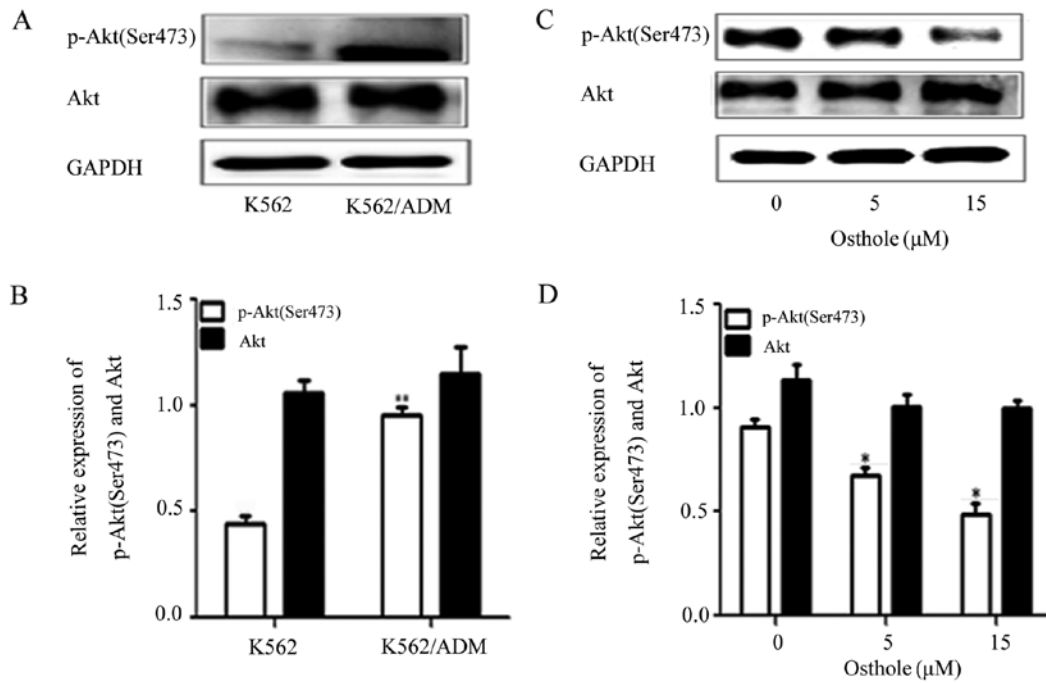 A
p-Akt(Ser473)
Akt
GAPDH
K562 K562/ADM
B
Relative expression of
p-Akt(Ser473) and Akt
1.5
1.0
0.5
0.0
p-Akt(Ser473)
Akt
**
K562 K562/ADM
C
p-Akt(Ser473)
Akt
GAPDH
0 5 15
Osthole (μM)
D
Relative expression of
p-Akt(Ser473) and Akt
1.5
1.0
0.5
0.0
p-Akt(Ser473)
Akt
*
*
0 5 15
Osthole (μM)